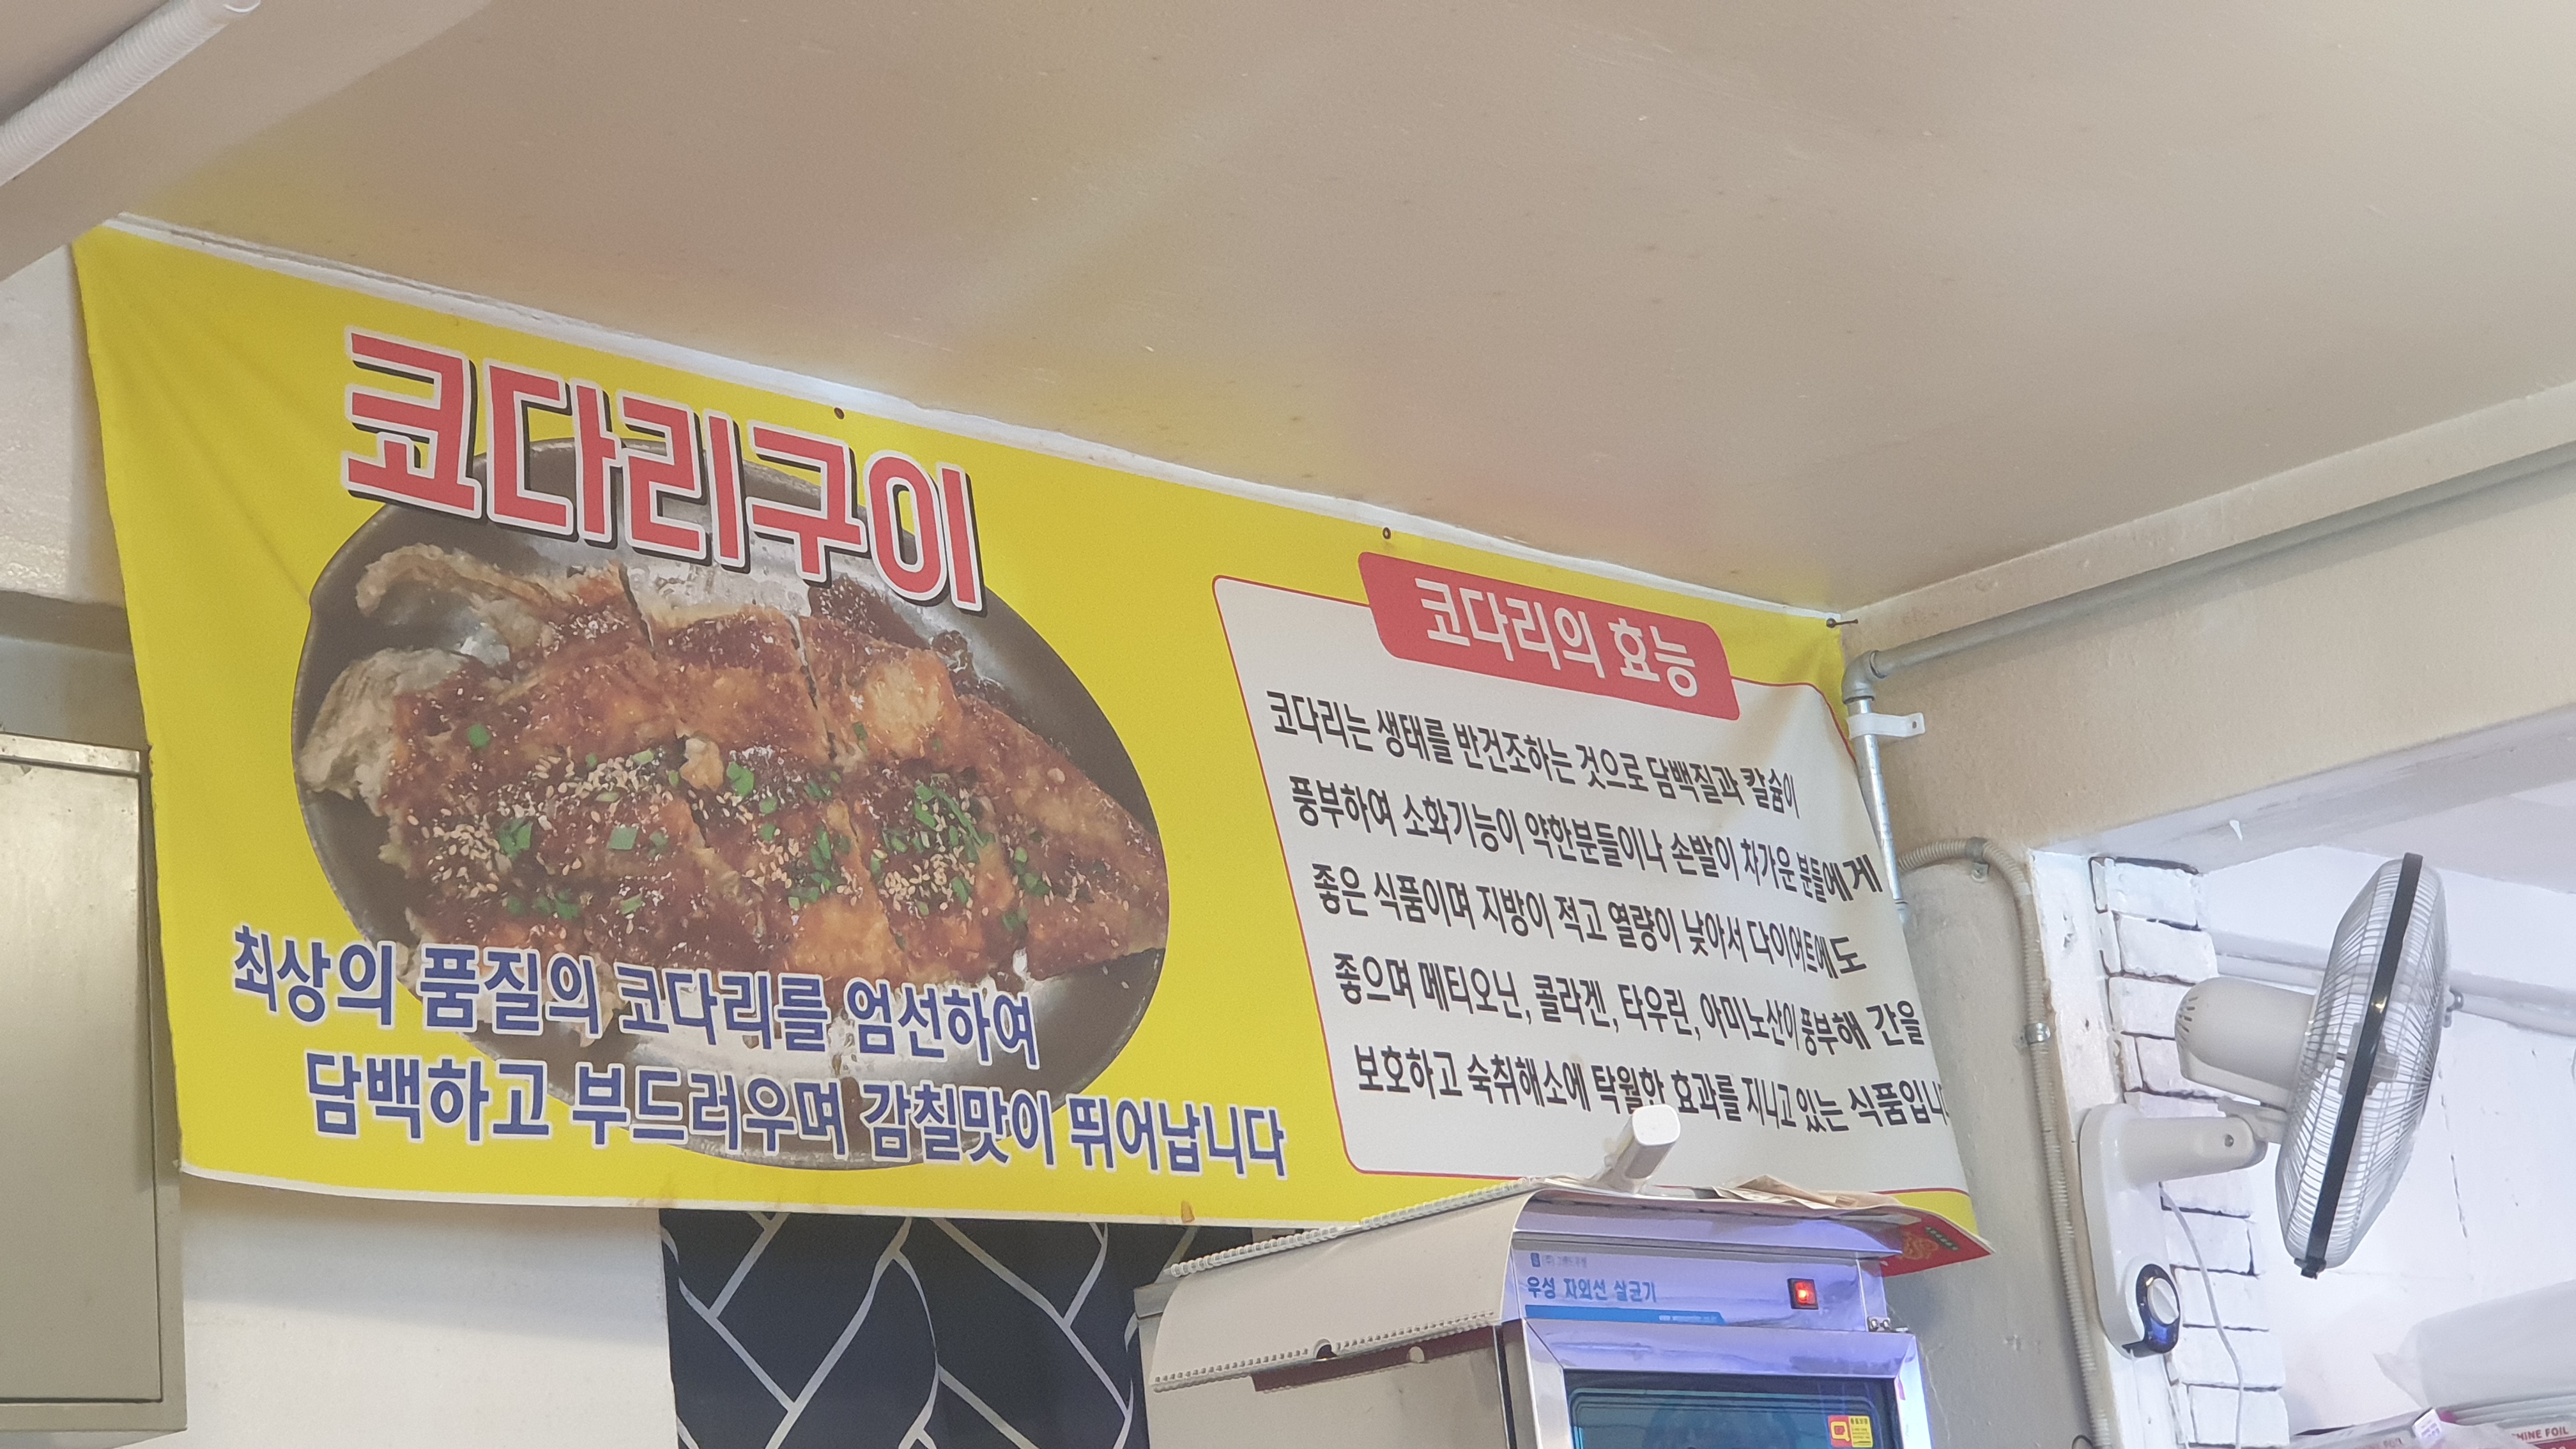 코다리구이
최상의 품질의 코다리를 엄선하여
담백하고 부드러우며 감칠맛이 뛰어납니다
코다리의 효능
코다리는 생태를 반건조하는 것으로 담백질과 칼슘이
풍부하여 소화기능이 약한분들이나 손발이 차가운 분들에게
좋은 식품이며 지방이 적고 열량이 낮아서 다이어트에도
좋으며 메티오닌, 콜라겐, 타우린, 아미노산이 풍부해 간을
보호하고 숙취해소에 탁월한 효과를 지니고 있는 식품입니
우성 자외선 살균기